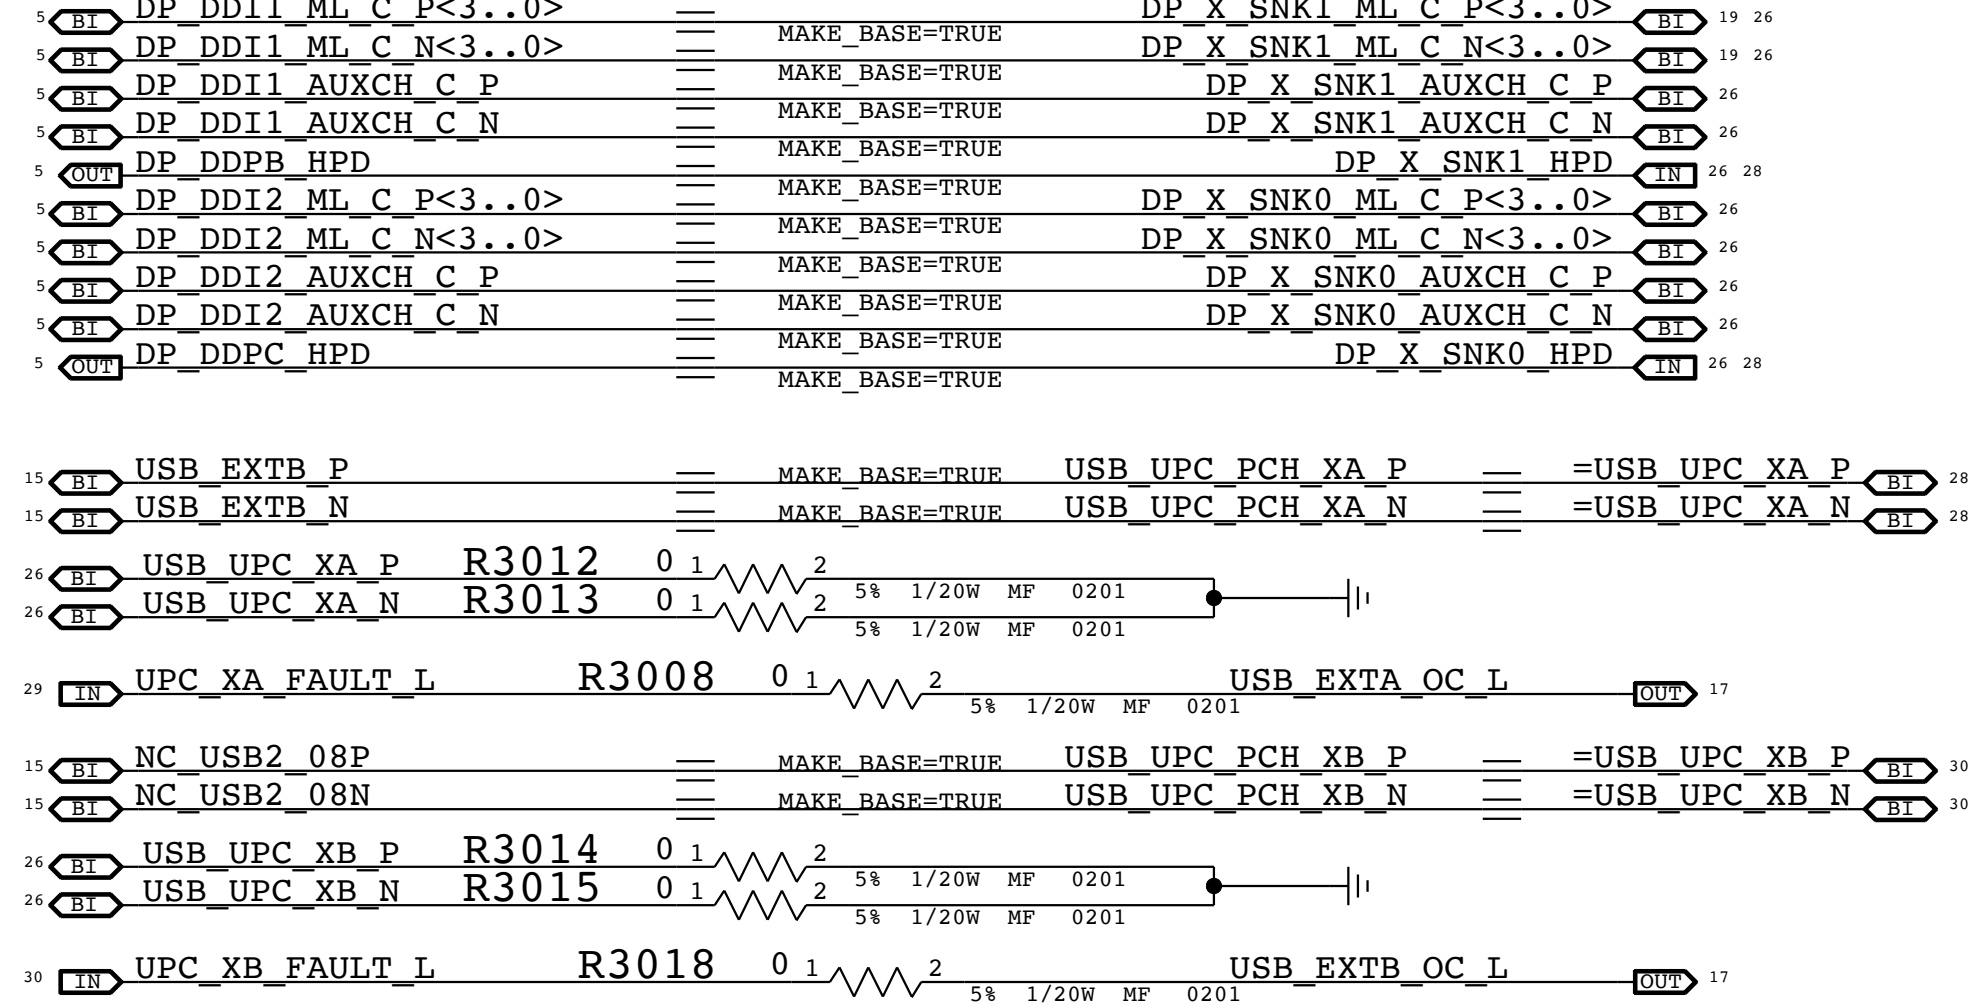 5 BI DP_DDI1_ML_C_P<3..0> DP_X_SNK1_ML_C_P<3..0> BI 19 26
MAKE_BASE=TRUE
5 BI DP_DDI1_ML_C_N<3..0> DP_X_SNK1_ML_C_N<3..0> BI 19 26
MAKE_BASE=TRUE
5 BI DP_DDI1_AUXCH_C_P DP_X_SNK1_AUXCH_C_P BI 26
MAKE_BASE=TRUE
5 BI DP_DDI1_AUXCH_C_N DP_X_SNK1_AUXCH_C_N BI 26
MAKE_BASE=TRUE
5 OUT DP_DDPB_HPD DP_X_SNK1_HPD IN 26 28
MAKE_BASE=TRUE
5 BI DP_DDI2_ML_C_P<3..0> DP_X_SNK0_ML_C_P<3..0> BI 26
MAKE_BASE=TRUE
5 BI DP_DDI2_ML_C_N<3..0> DP_X_SNK0_ML_C_N<3..0> BI 26
MAKE_BASE=TRUE
5 BI DP_DDI2_AUXCH_C_P DP_X_SNK0_AUXCH_C_P BI 26
MAKE_BASE=TRUE
5 BI DP_DDI2_AUXCH_C_N DP_X_SNK0_AUXCH_C_N BI 26
MAKE_BASE=TRUE
5 OUT DP_DDPC_HPD DP_X_SNK0_HPD IN 26 28
MAKE_BASE=TRUE
15 BI USB_EXTB_P MAKE_BASE=TRUE USB_UPC_PCH_XA_P =USB_UPC_XA_P BI 28
15 BI USB_EXTB_N MAKE_BASE=TRUE USB_UPC_PCH_XA_N =USB_UPC_XA_N BI 28
26 BI USB_UPC_XA_P R3012 0 1 2
5% 1/20W MF 0201
26 BI USB_UPC_XA_N R3013 0 1 2
5% 1/20W MF 0201
29 IN UPC_XA_FAULT_L R3008 0 1 2 USB_EXTA_OC_L OUT 17
5% 1/20W MF 0201
15 BI NC_USB2_08P MAKE_BASE=TRUE USB_UPC_PCH_XB_P =USB_UPC_XB_P BI 30
15 BI NC_USB2_08N MAKE_BASE=TRUE USB_UPC_PCH_XB_N =USB_UPC_XB_N BI 30
26 BI USB_UPC_XB_P R3014 0 1 2
5% 1/20W MF 0201
26 BI USB_UPC_XB_N R3015 0 1 2
5% 1/20W MF 0201
30 IN UPC_XB_FAULT_L R3018 0 1 2 USB_EXTB_OC_L OUT 17
5% 1/20W MF 0201